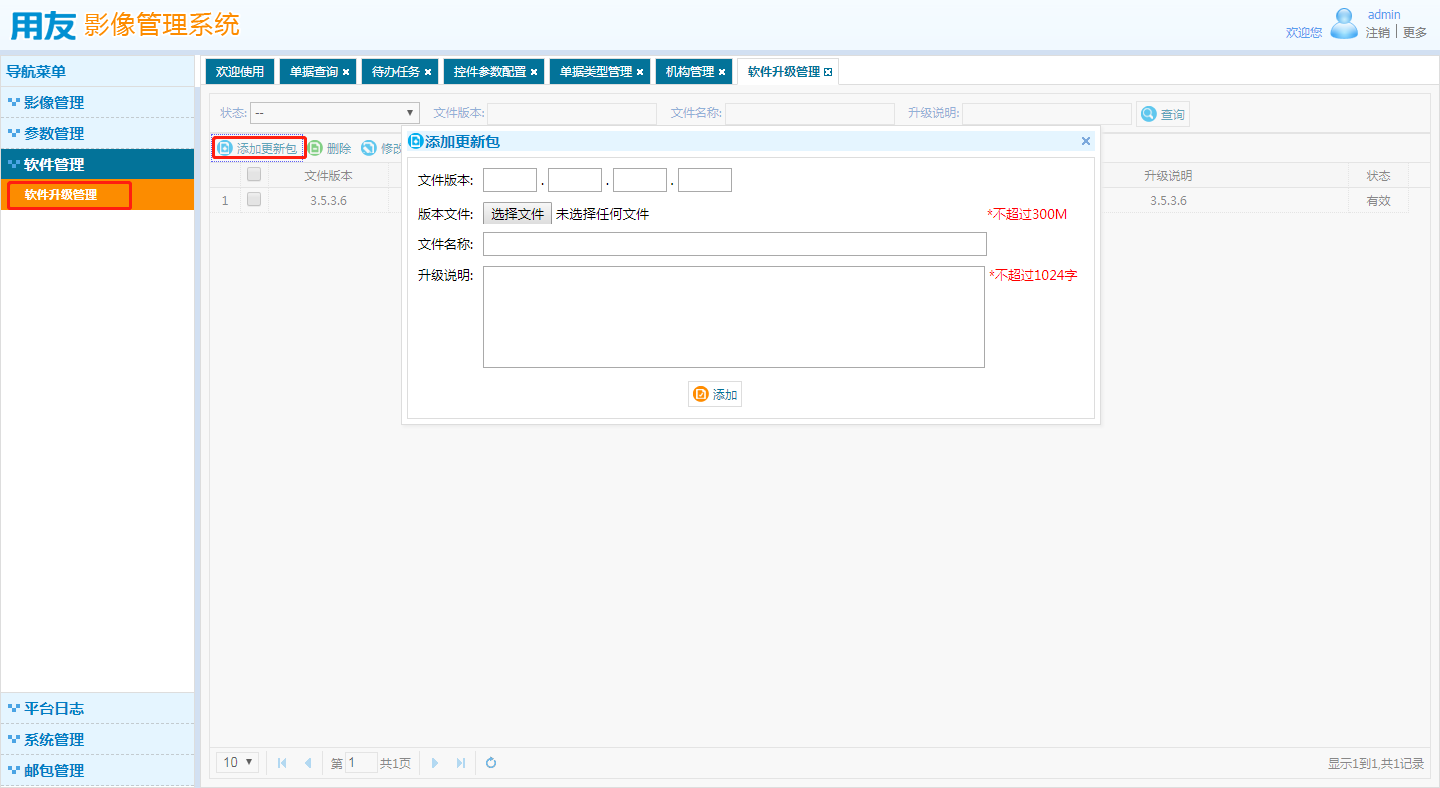 用友 影像管理系统
欢迎您 admin
注销 | 更多
导航菜单
影像管理
参数管理
软件管理
软件升级管理
平台日志
系统管理
邮包管理
欢迎使用 单据查询 待办任务 控件参数配置 单据类型管理 机构管理 软件升级管理
状态: -- 文件版本: 文件名称: 升级说明: 查询
添加更新包 删除 修改
文件版本 升级说明 状态
1 3.5.3.6 3.5.3.6 有效
添加更新包
文件版本: . . .
版本文件: 选择文件 未选择任何文件 *不超过300M
文件名称:
升级说明: *不超过1024字
添加
10 第 1 共1页 显示1到1,共1记录